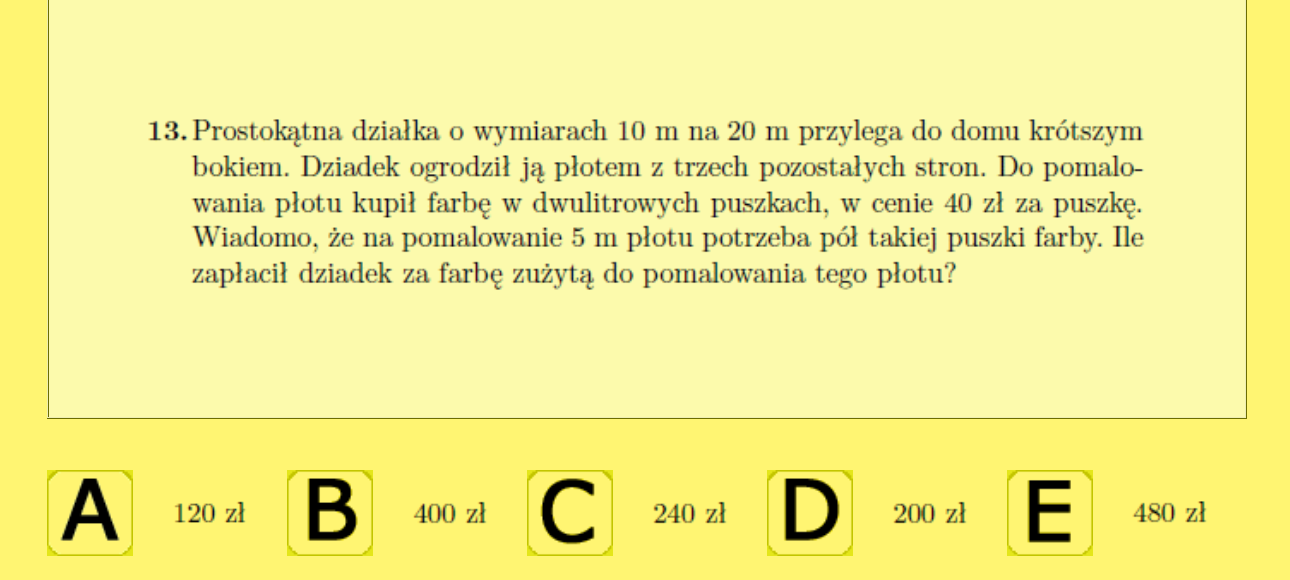 13. Prostokątna działka o wymiarach 10 m na 20 m przylega do domu krótszym
bokiem. Dziadek ogrodził ją płotem z trzech pozostałych stron. Do pomalo-
wania płotu kupił farbę w dwulitrowych puszkach, w cenie 40 zł za puszkę.
Wiadomo, że na pomalowanie 5 m płotu potrzeba pół takiej puszki farby. Ile
zapłacił dziadek za farbę zużytą do pomalowania tego płotu?
A 120 zł B 400 zł C 240 zł D 200 zł E 480 zł